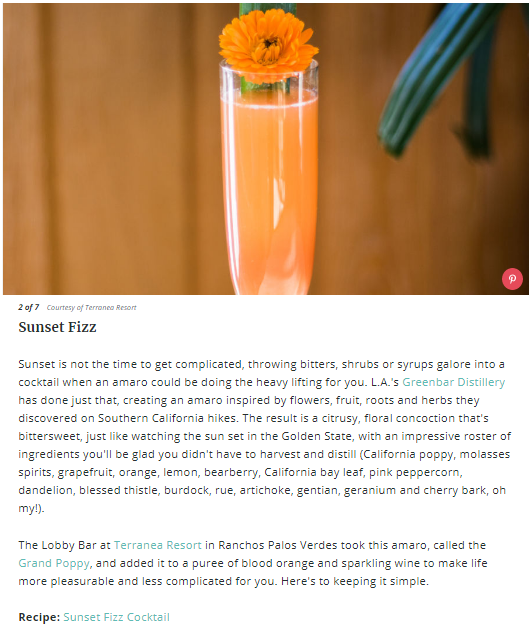 2 of 7 Courtesy of Terranea Resort
Sunset Fizz
Sunset is not the time to get complicated, throwing bitters, shrubs or syrups galore into a
cocktail when an amaro could be doing the heavy lifting for you. L.A.'s Greenbar Distillery
has done just that, creating an amaro inspired by flowers, fruit, roots and herbs they
discovered on Southern California hikes. The result is a citrusy, floral concoction that's
bittersweet, just like watching the sun set in the Golden State, with an impressive roster of
ingredients you'll be glad you didn't have to harvest and distill (California poppy, molasses
spirits, grapefruit, orange, lemon, bearberry, California bay leaf, pink peppercorn,
dandelion, blessed thistle, burdock, rue, artichoke, gentian, geranium and cherry bark, oh
my!).
The Lobby Bar at Terranea Resort in Ranchos Palos Verdes took this amaro, called the
Grand Poppy, and added it to a puree of blood orange and sparkling wine to make life
more pleasurable and less complicated for you. Here's to keeping it simple.
Recipe: Sunset Fizz Cocktail